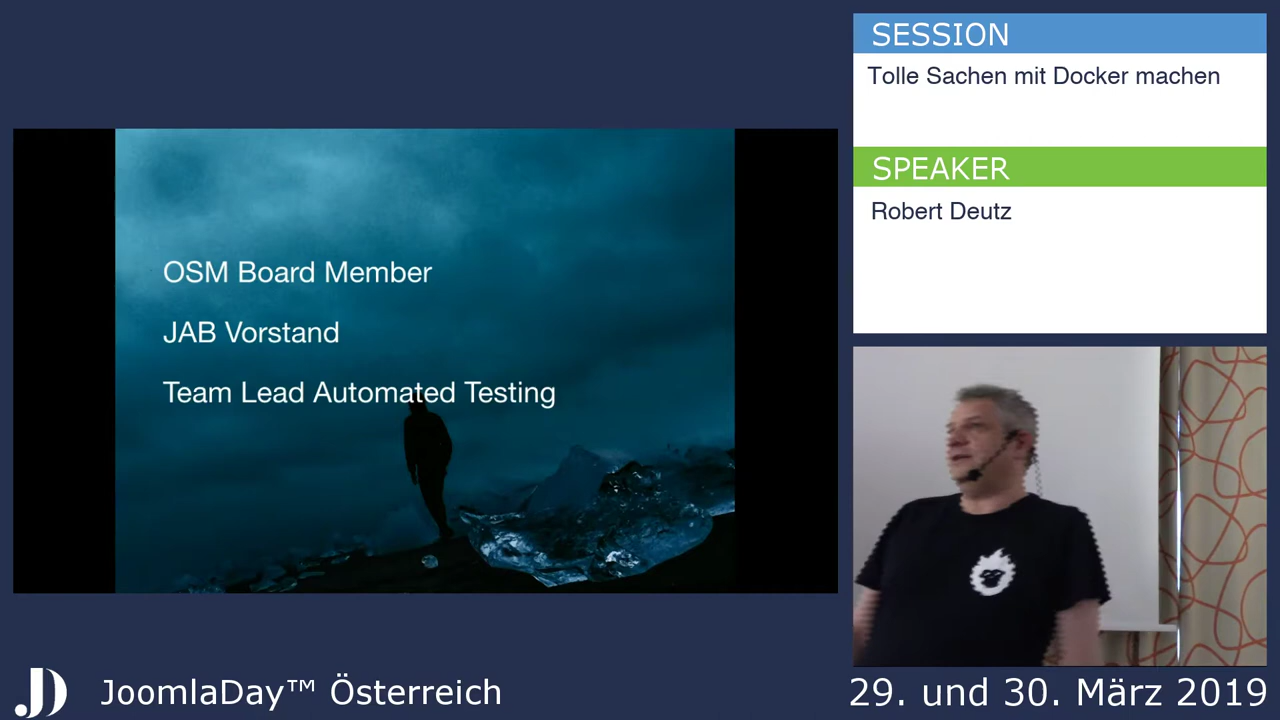 SESSION
Tolle Sachen mit Docker machen
SPEAKER
Robert Deutz
OSM Board Member
JAB Vorstand
Team Lead Automated Testing
JoomlaDay™ Österreich
29. und 30. März 2019